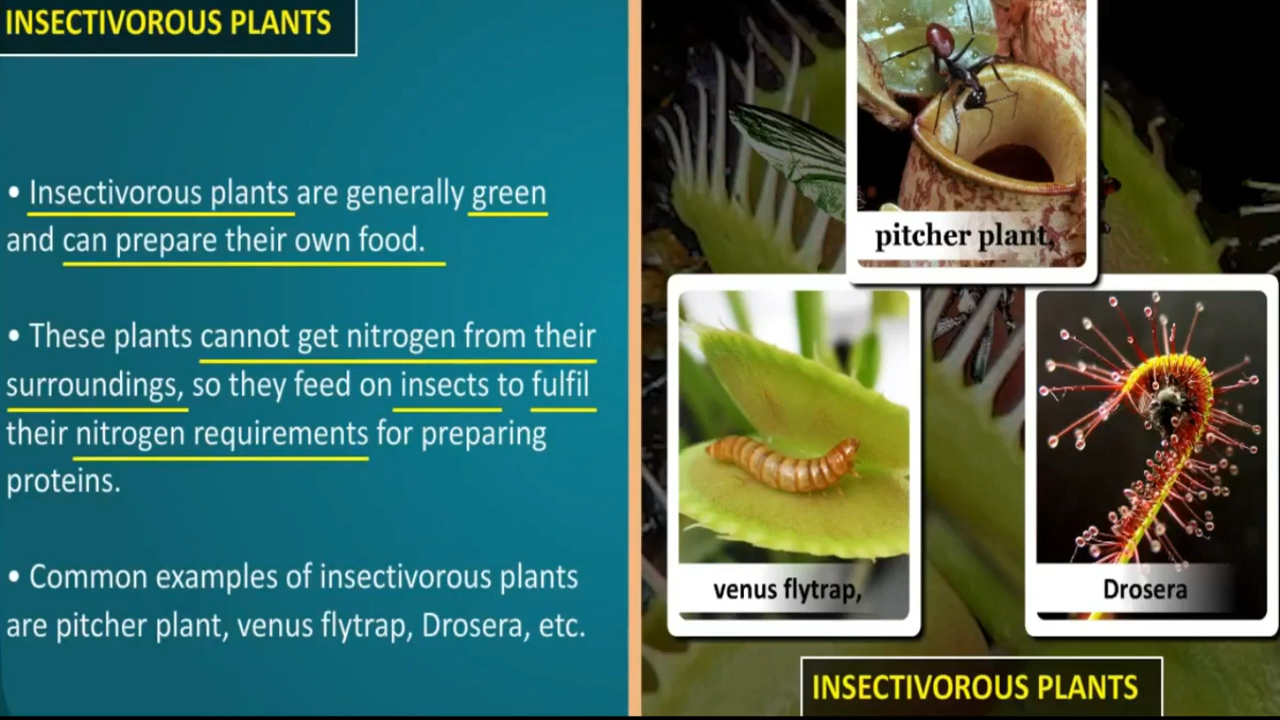 INSECTIVOROUS PLANTS
• Insectivorous plants are generally green
and can prepare their own food.
• These plants cannot get nitrogen from their
surroundings, so they feed on insects to fulfil
their nitrogen requirements for preparing
proteins.
• Common examples of insectivorous plants
are pitcher plant, venus flytrap, Drosera, etc.
pitcher plant,
venus flytrap,
Drosera
INSECTIVOROUS PLANTS